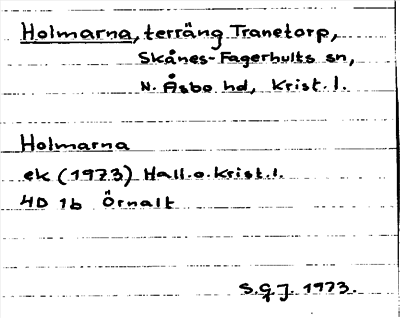 Holmarna, terräng Tranetorp,
Skånes-Fagerhults sn,
N. Åsbo hd, Krist. l.
Holmarna
ek (1973) Hall. o. Krist. l.
4D 1b Örnalt
S.G.J. 1973.